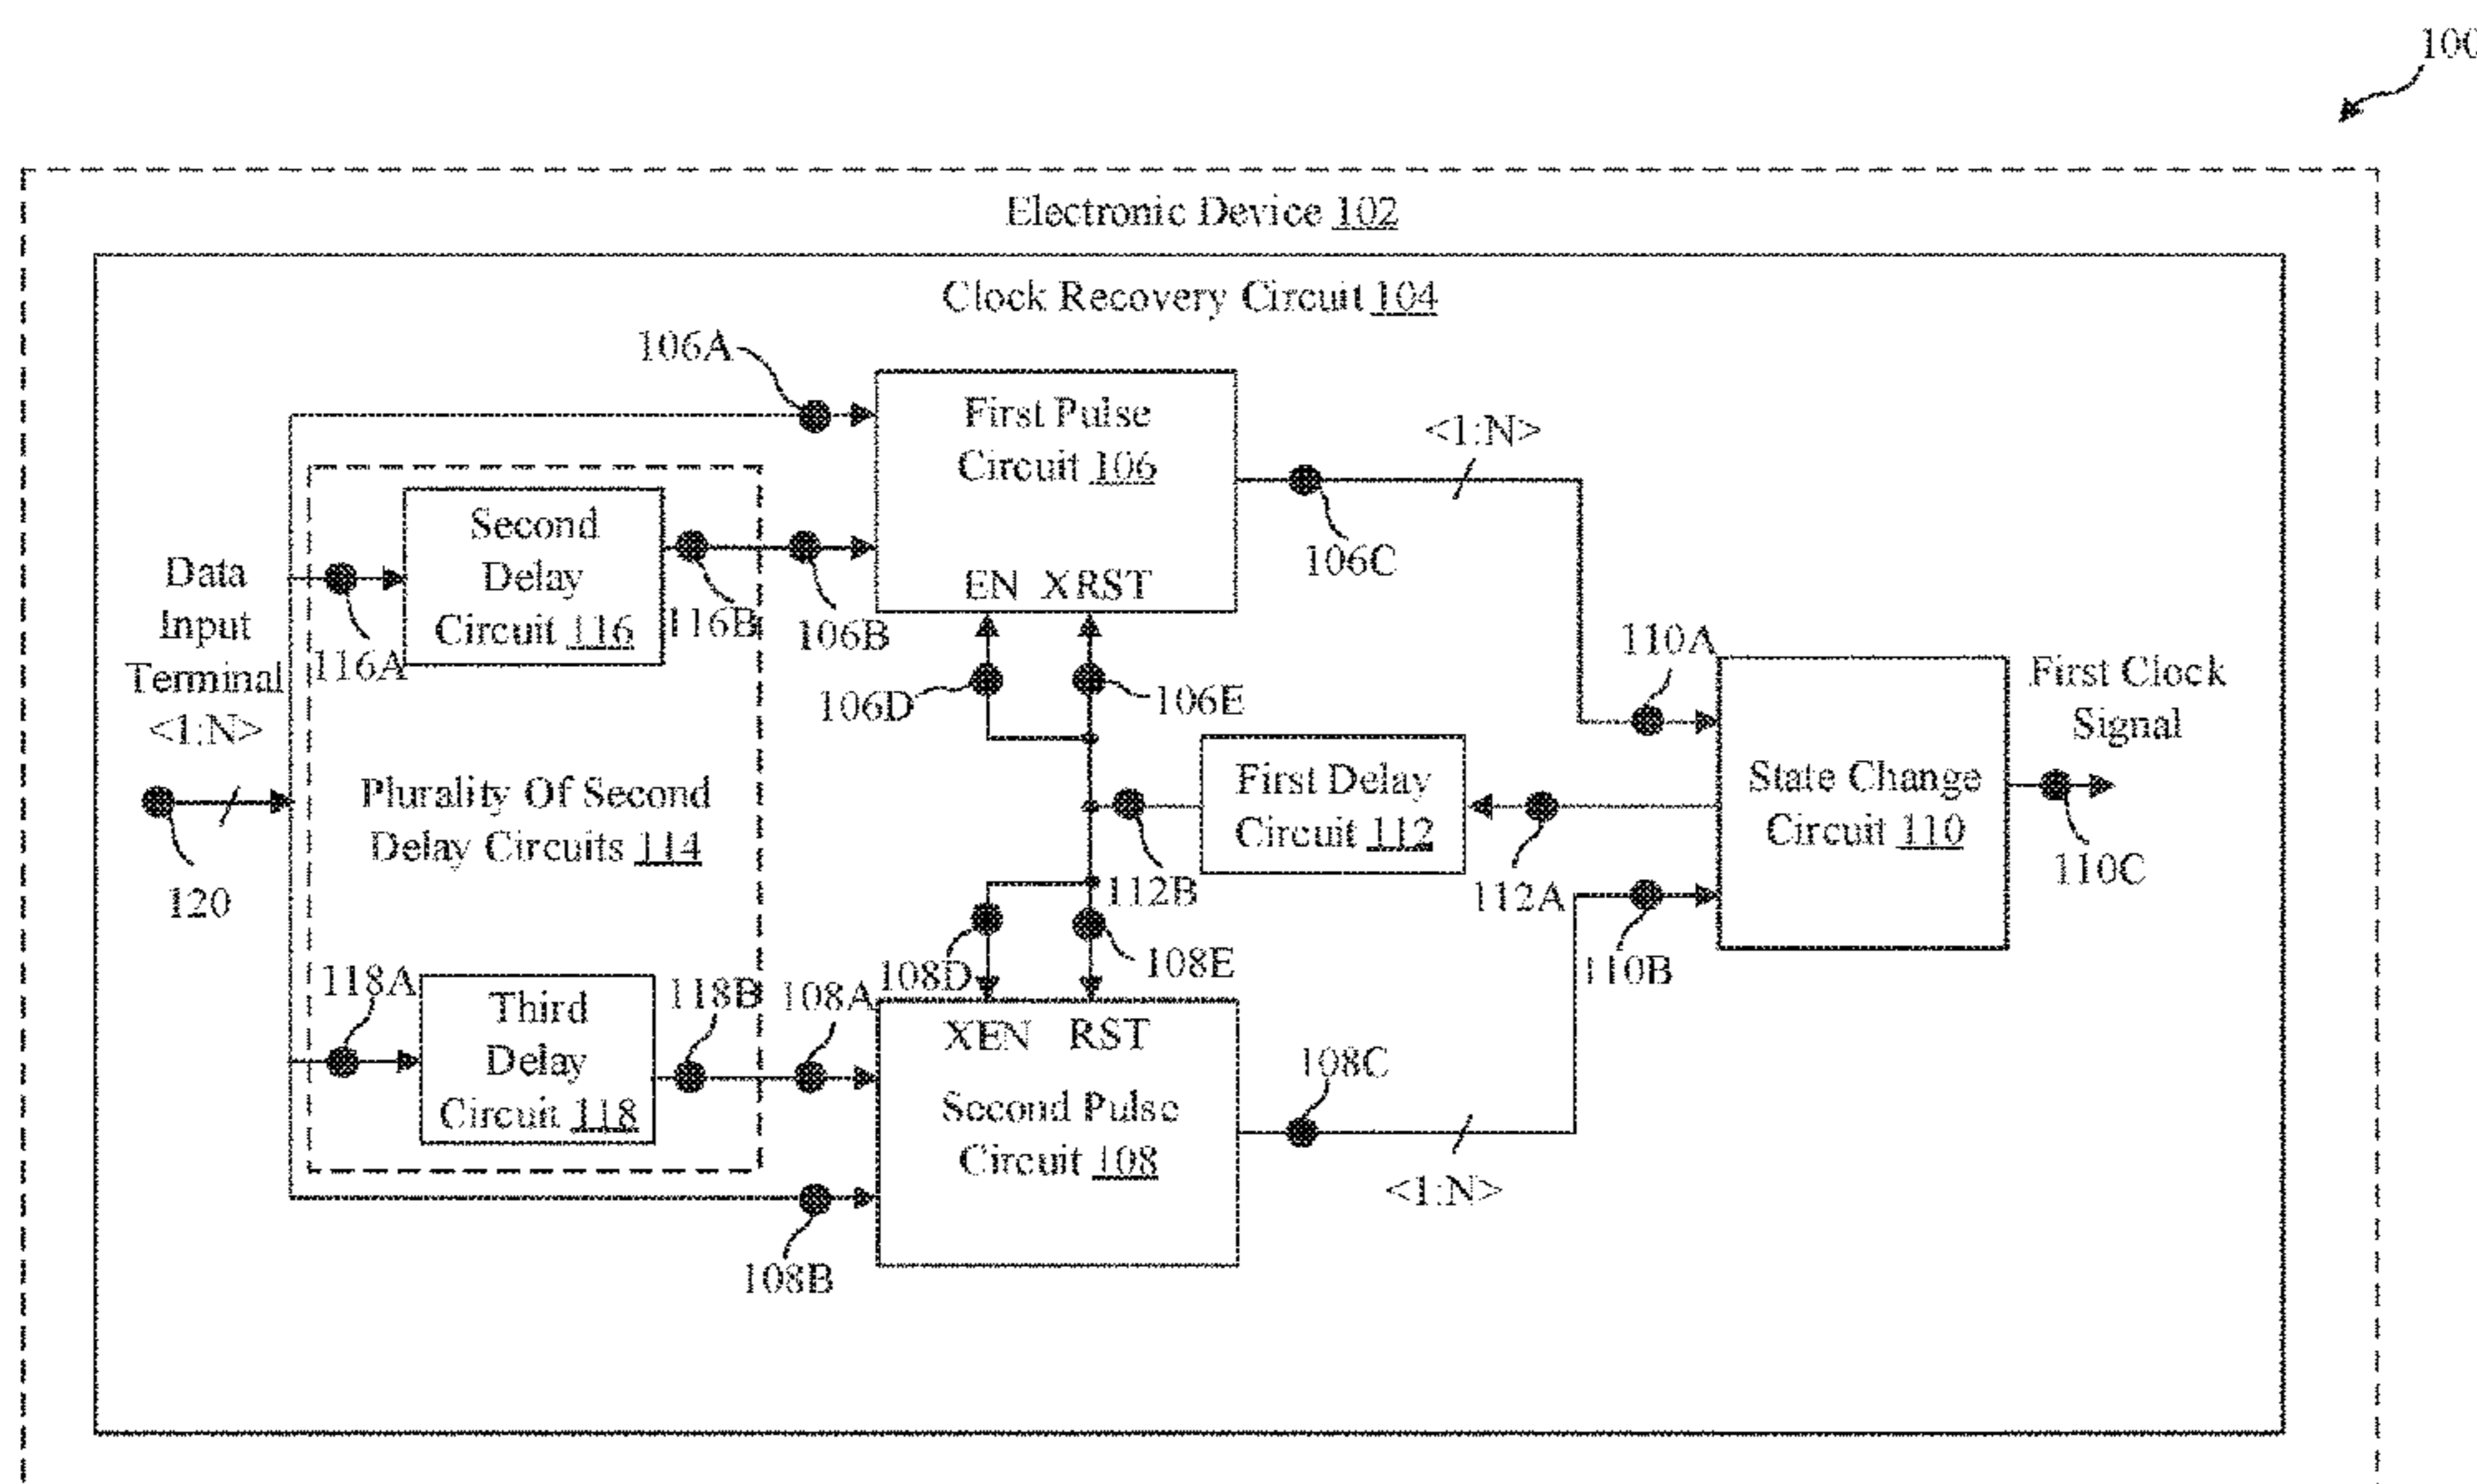 100
Electronic Device 102
Clock Recovery Circuit 104
106A
First Pulse
Circuit 106
<1:N>
106C
EN XRST
Second
Delay
Circuit 116
116A
116B
106B
Data
Input
Terminal
<1:N>
120
106D
106E
110A
First Clock
Signal
Plurality Of Second
Delay Circuits 114
First Delay
Circuit 112
State Change
Circuit 110
112B
112A
110C
108D
108E
110B
118A
Third
Delay
Circuit 118
118B
108A
XEN RST
Second Pulse
Circuit 108
108C
<1:N>
108B